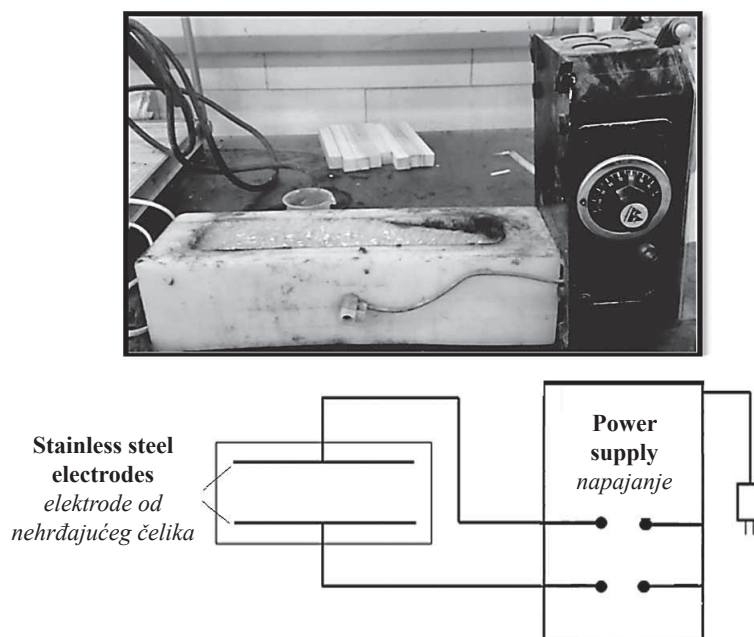 Stainless steel
electrodes
elektrode od
nehrđajućeg čelika
Power
supply
napajanje